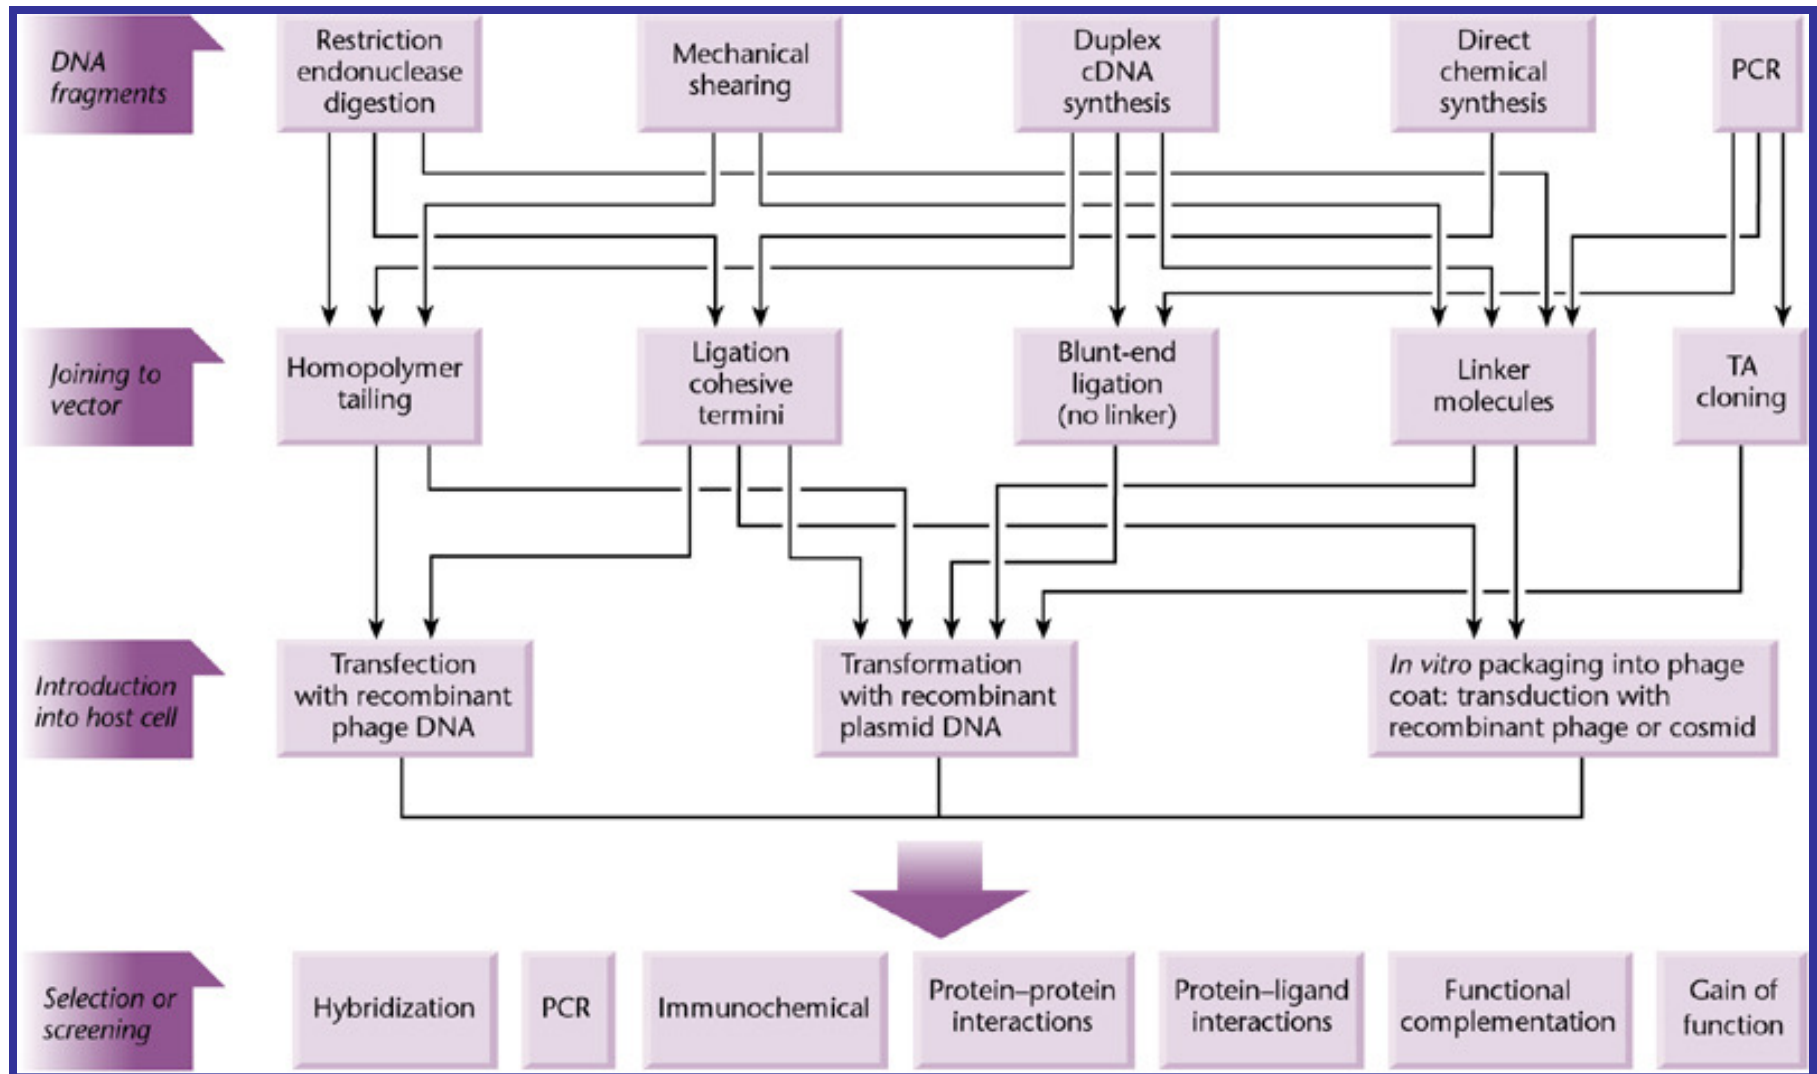 DNA
fragments
Restriction
endonuclease
digestion
Mechanical
shearing
Duplex
cDNA
synthesis
Direct
chemical
synthesis
PCR
Joining to
vector
Homopolymer
tailing
Ligation
cohesive
termini
Blunt-end
ligation
(no linker)
Linker
molecules
TA
cloning
Introduction
into host cell
Transfection
with recombinant
phage DNA
Transformation
with recombinant
plasmid DNA
In vitro packaging into phage
coat: transduction with
recombinant phage or cosmid
Selection or
screening
Hybridization
PCR
Immunochemical
Protein–protein
interactions
Protein–ligand
interactions
Functional
complementation
Gain of
function